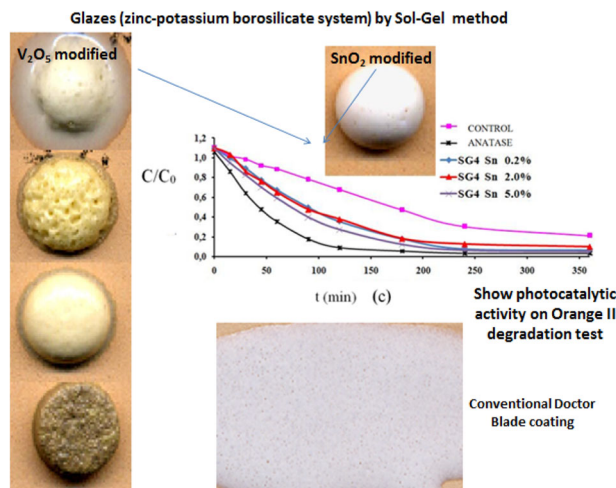 Glazes (zinc-potassium borosilicate system) by Sol-Gel method
V₂O₅ modified
SnO₂ modified
CONTROL
ANATASE
SG4 Sn 0.2%
SG4 Sn 2.0%
SG4 Sn 5.0%
C/C₀
1,2
1,0
0,8
0,6
0,4
0,2
0,0
0 50 100 150 200 250 300 350
t (min) (c)
Show photocatalytic
activity on Orange II
degradation test
Conventional Doctor
Blade coating